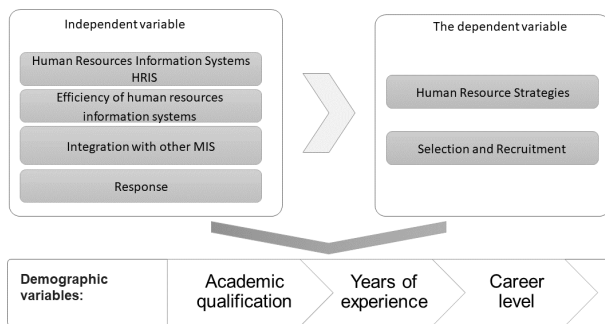 Independent variable
Human Resources Information Systems
HRIS
Efficiency of human resources
information systems
Integration with other MIS
Response
The dependent variable
Human Resource Strategies
Selection and Recruitment
Demographic
variables:
Academic
qualification
Years of
experience
Career
level